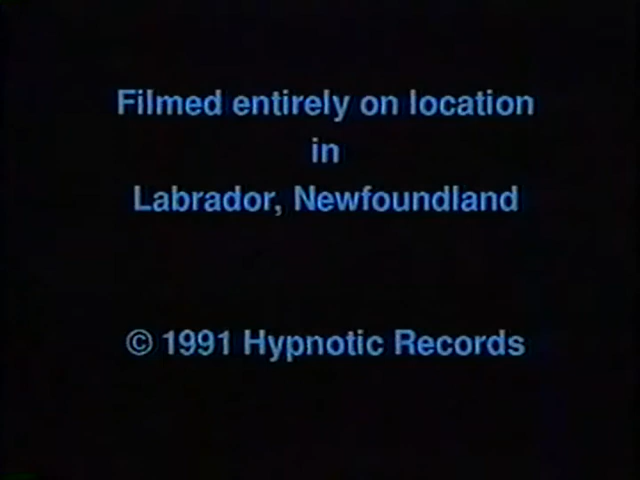 Filmed entirely on location
in
Labrador, Newfoundland
© 1991 Hypnotic Records